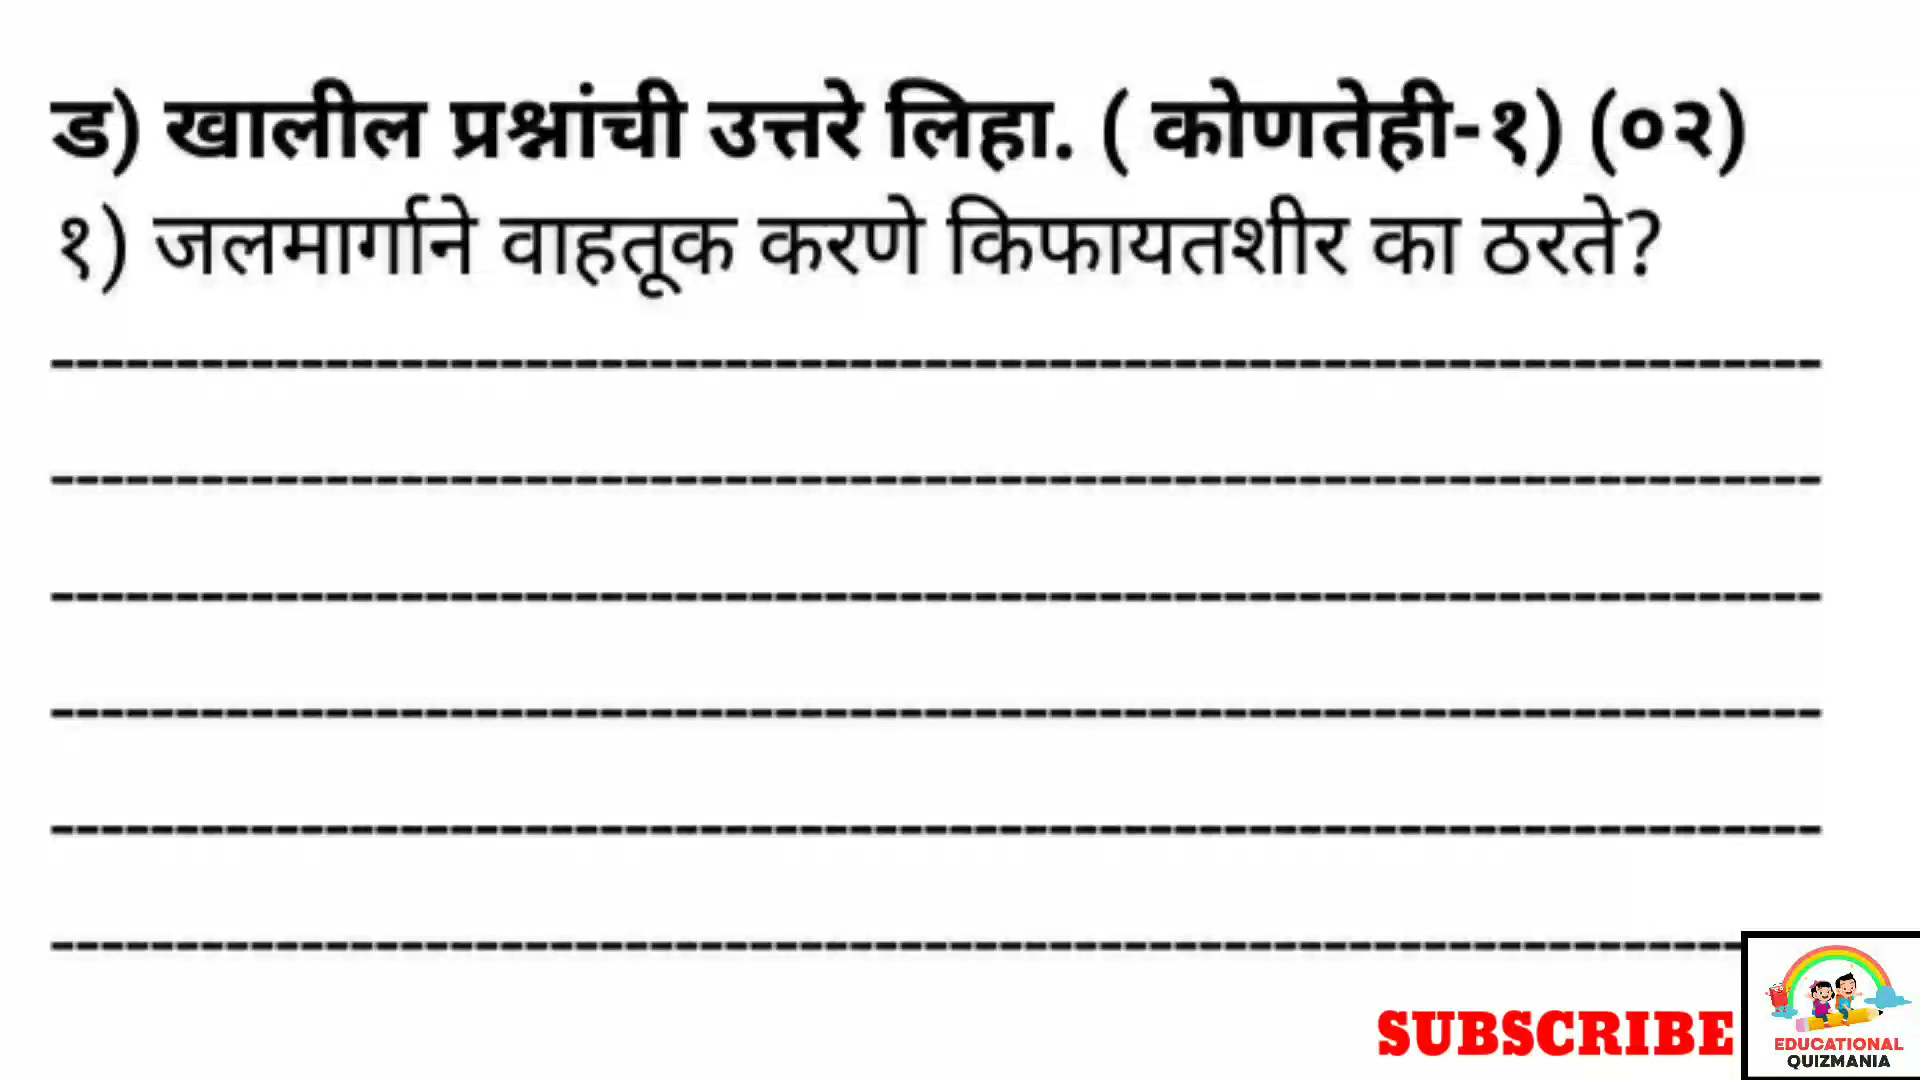 ड) खालील प्रश्नांची उत्तरे लिहा. ( कोणतेही-१) (०२)
१) जलमार्गाने वाहतूक करणे किफायतशीर का ठरते?
SUBSCRIBE
EDUCATIONAL
QUIZMANIA